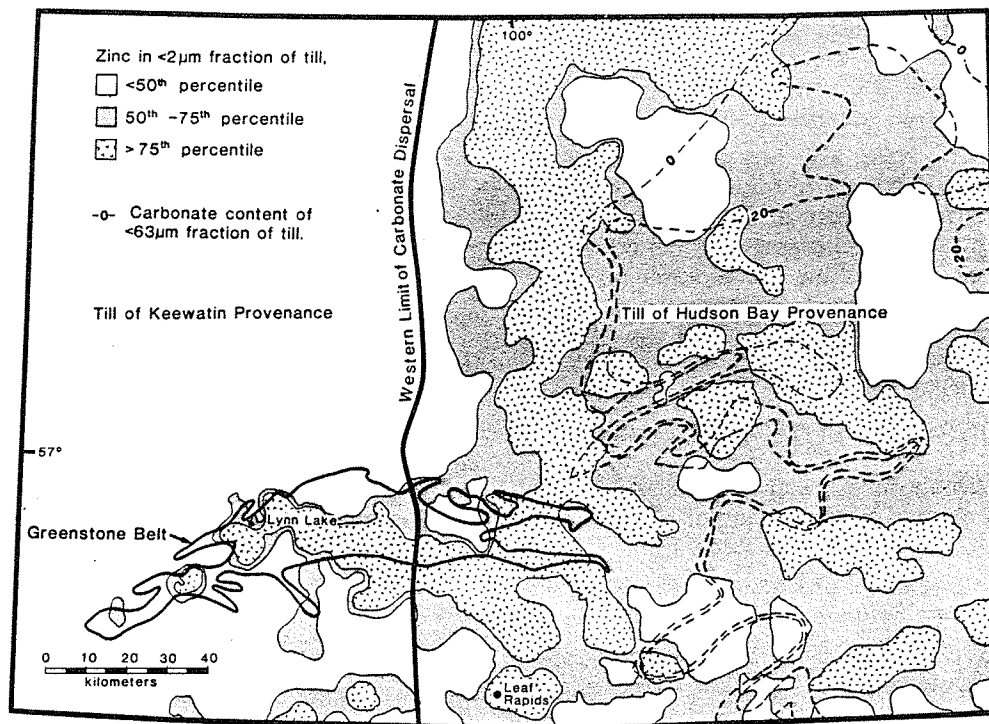 100°
Zinc in <2μm fraction of till,
<50th percentile
50th -75th percentile
>75th percentile
-0- Carbonate content of
<63μm fraction of till.
Till of Keewatin Provenance
Western Limit of Carbonate Dispersal
Till of Hudson Bay Provenance
0
0
20
20
57°
Greenstone Belt
Lynn Lake
0 10 20 30 40
kilometers
Leaf
Rapids